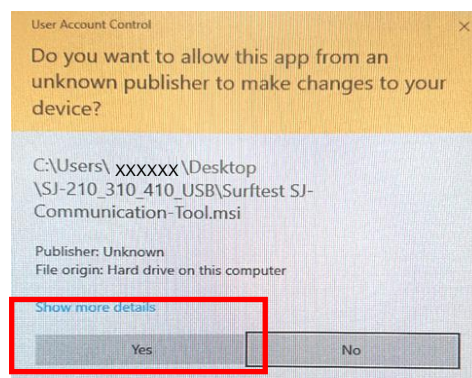 User Account Control
Do you want to allow this app from an
unknown publisher to make changes to your
device?
C:\Users\ xxxxxx \Desktop
\SJ-210_310_410_USB\Surftest SJ-
Communication-Tool.msi
Publisher: Unknown
File origin: Hard drive on this computer
Show more details
Yes
No